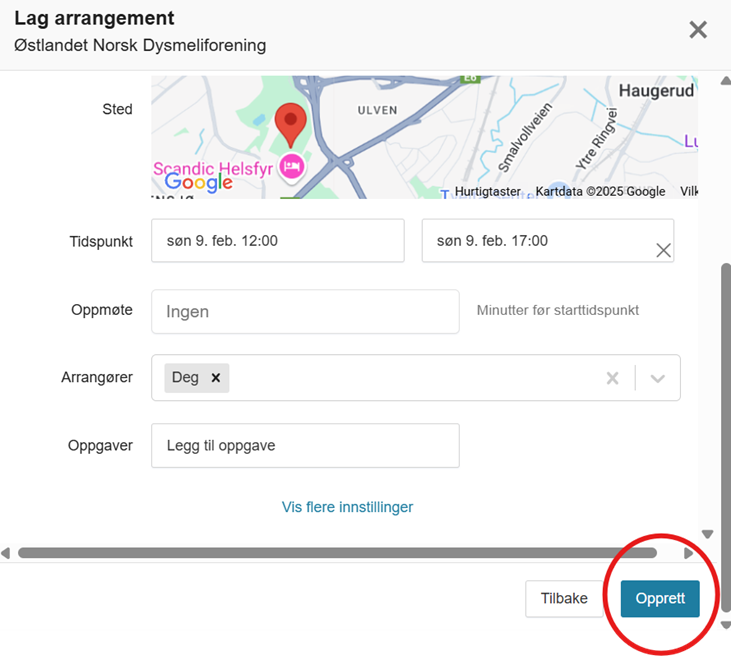 Lag arrangement
Østlandet Norsk Dysmeliforening
Sted
E6
Haugerud
ULVEN
Smalvollveien
Ytre Ringvei
Scandic Helsfyr
Google
Hurtigtaster
Kartdata ©2025 Google
Tidspunkt
søn 9. feb. 12:00
søn 9. feb. 17:00
Oppmøte
Ingen
Minutter før starttidspunkt
Arrangører
Deg
Oppgaver
Legg til oppgave
Vis flere innstillinger
Tilbake
Opprett